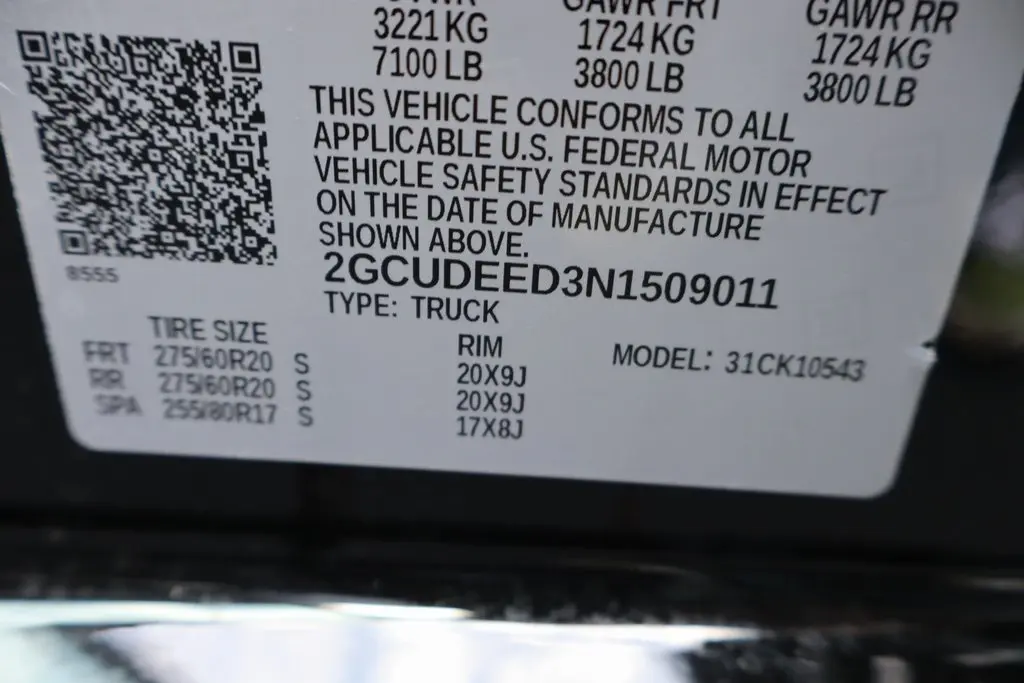 GAWR FRT GAWR RR
3221 KG 1724 KG 1724 KG
7100 LB 3800 LB 3800 LB
THIS VEHICLE CONFORMS TO ALL
APPLICABLE U.S. FEDERAL MOTOR
VEHICLE SAFETY STANDARDS IN EFFECT
ON THE DATE OF MANUFACTURE
SHOWN ABOVE.
8555
2GCUDEED3N1509011
TYPE: TRUCK
TIRE SIZE RIM MODEL: 31CK10543
FRT 275/60R20 S 20X9J
RR 275/60R20 S 20X9J
SPA 255/80R17 S 17X8J